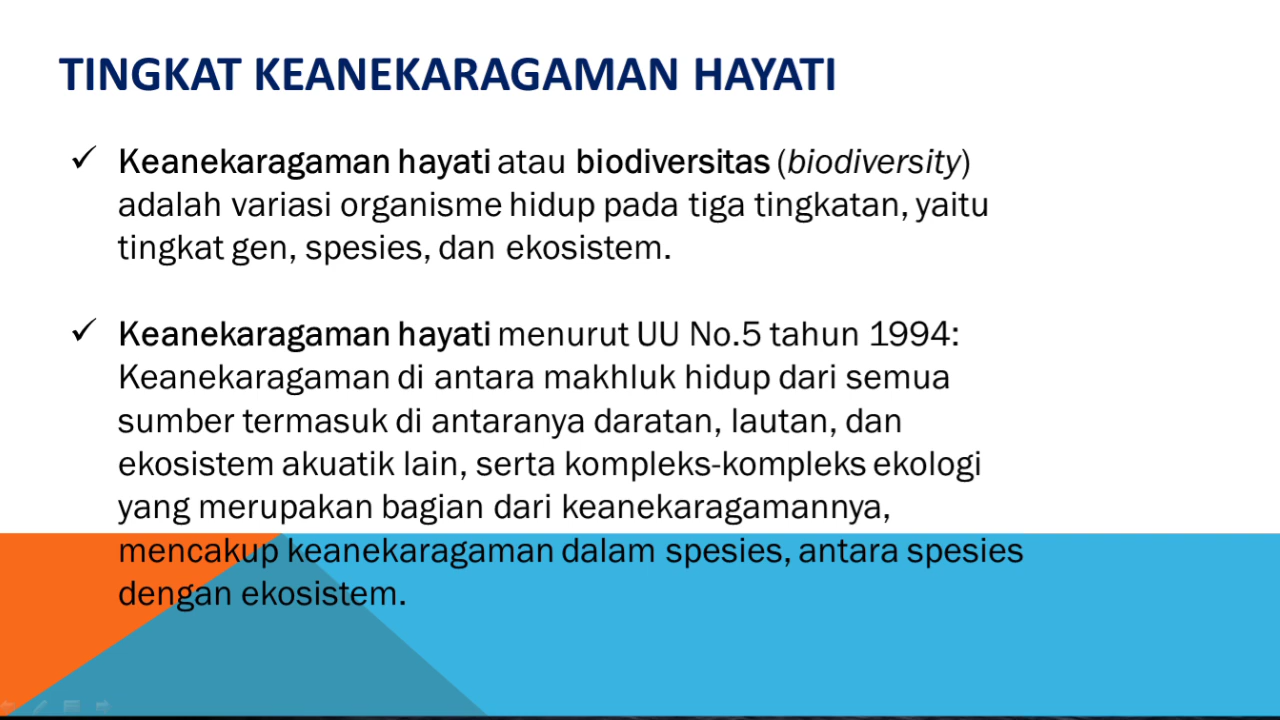 TINGKAT KEANEKARAGAMAN HAYATI
✓ Keanekaragaman hayati atau biodiversitas (biodiversity)
adalah variasi organisme hidup pada tiga tingkatan, yaitu
tingkat gen, spesies, dan ekosistem.
✓ Keanekaragaman hayati menurut UU No.5 tahun 1994:
Keanekaragaman di antara makhluk hidup dari semua
sumber termasuk di antaranya daratan, lautan, dan
ekosistem akuatik lain, serta kompleks-kompleks ekologi
yang merupakan bagian dari keanekaragamannya,
mencakup keanekaragaman dalam spesies, antara spesies
dengan ekosistem.